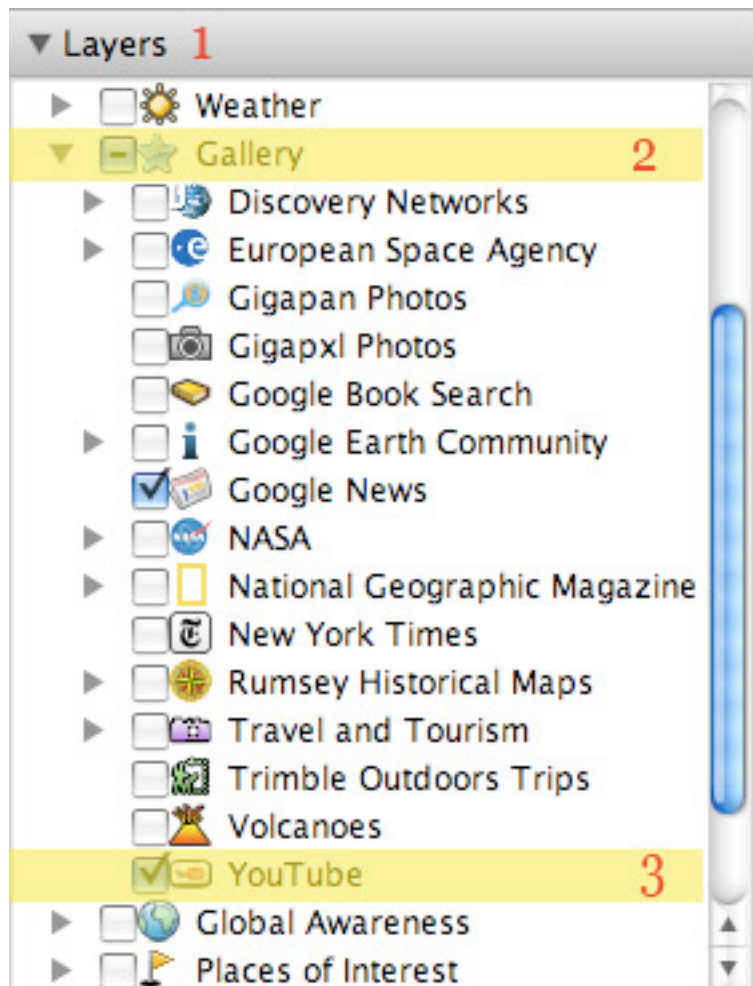 Layers 1
Weather
Gallery 2
Discovery Networks
European Space Agency
Gigapan Photos
Gigapxl Photos
Google Book Search
Google Earth Community
Google News
NASA
National Geographic Magazine
New York Times
Rumsey Historical Maps
Travel and Tourism
Trimble Outdoors Trips
Volcanoes
YouTube 3
Global Awareness
Places of Interest